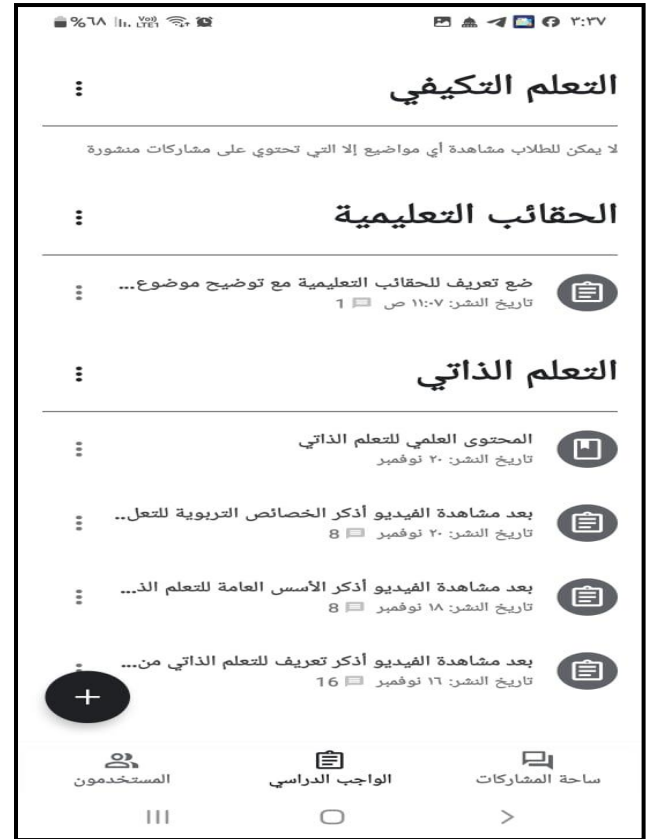 ٣:٣٧
%٦٨
التعلم التكيفي
لا يمكن للطلاب مشاهدة أي مواضيع إلا التي تحتوي على مشاركات منشورة
الحقائب التعليمية
ضع تعريف للحقائب التعليمية مع توضيح موضوع...
تاريخ النشر: ١١:٠٧ ص 1
التعلم الذاتي
المحتوى العلمي للتعلم الذاتي
تاريخ النشر: ٢٠ نوفمبر
بعد مشاهدة الفيديو أذكر الخصائص التربوية للتعل..
تاريخ النشر: ٢٠ نوفمبر 8
بعد مشاهدة الفيديو أذكر الأسس العامة للتعلم الذ...
تاريخ النشر: ١٨ نوفمبر 8
بعد مشاهدة الفيديو أذكر تعريف للتعلم الذاتي من...
تاريخ النشر: ١٦ نوفمبر 16
ساحة المشاركات
الواجب الدراسي
المستخدمون